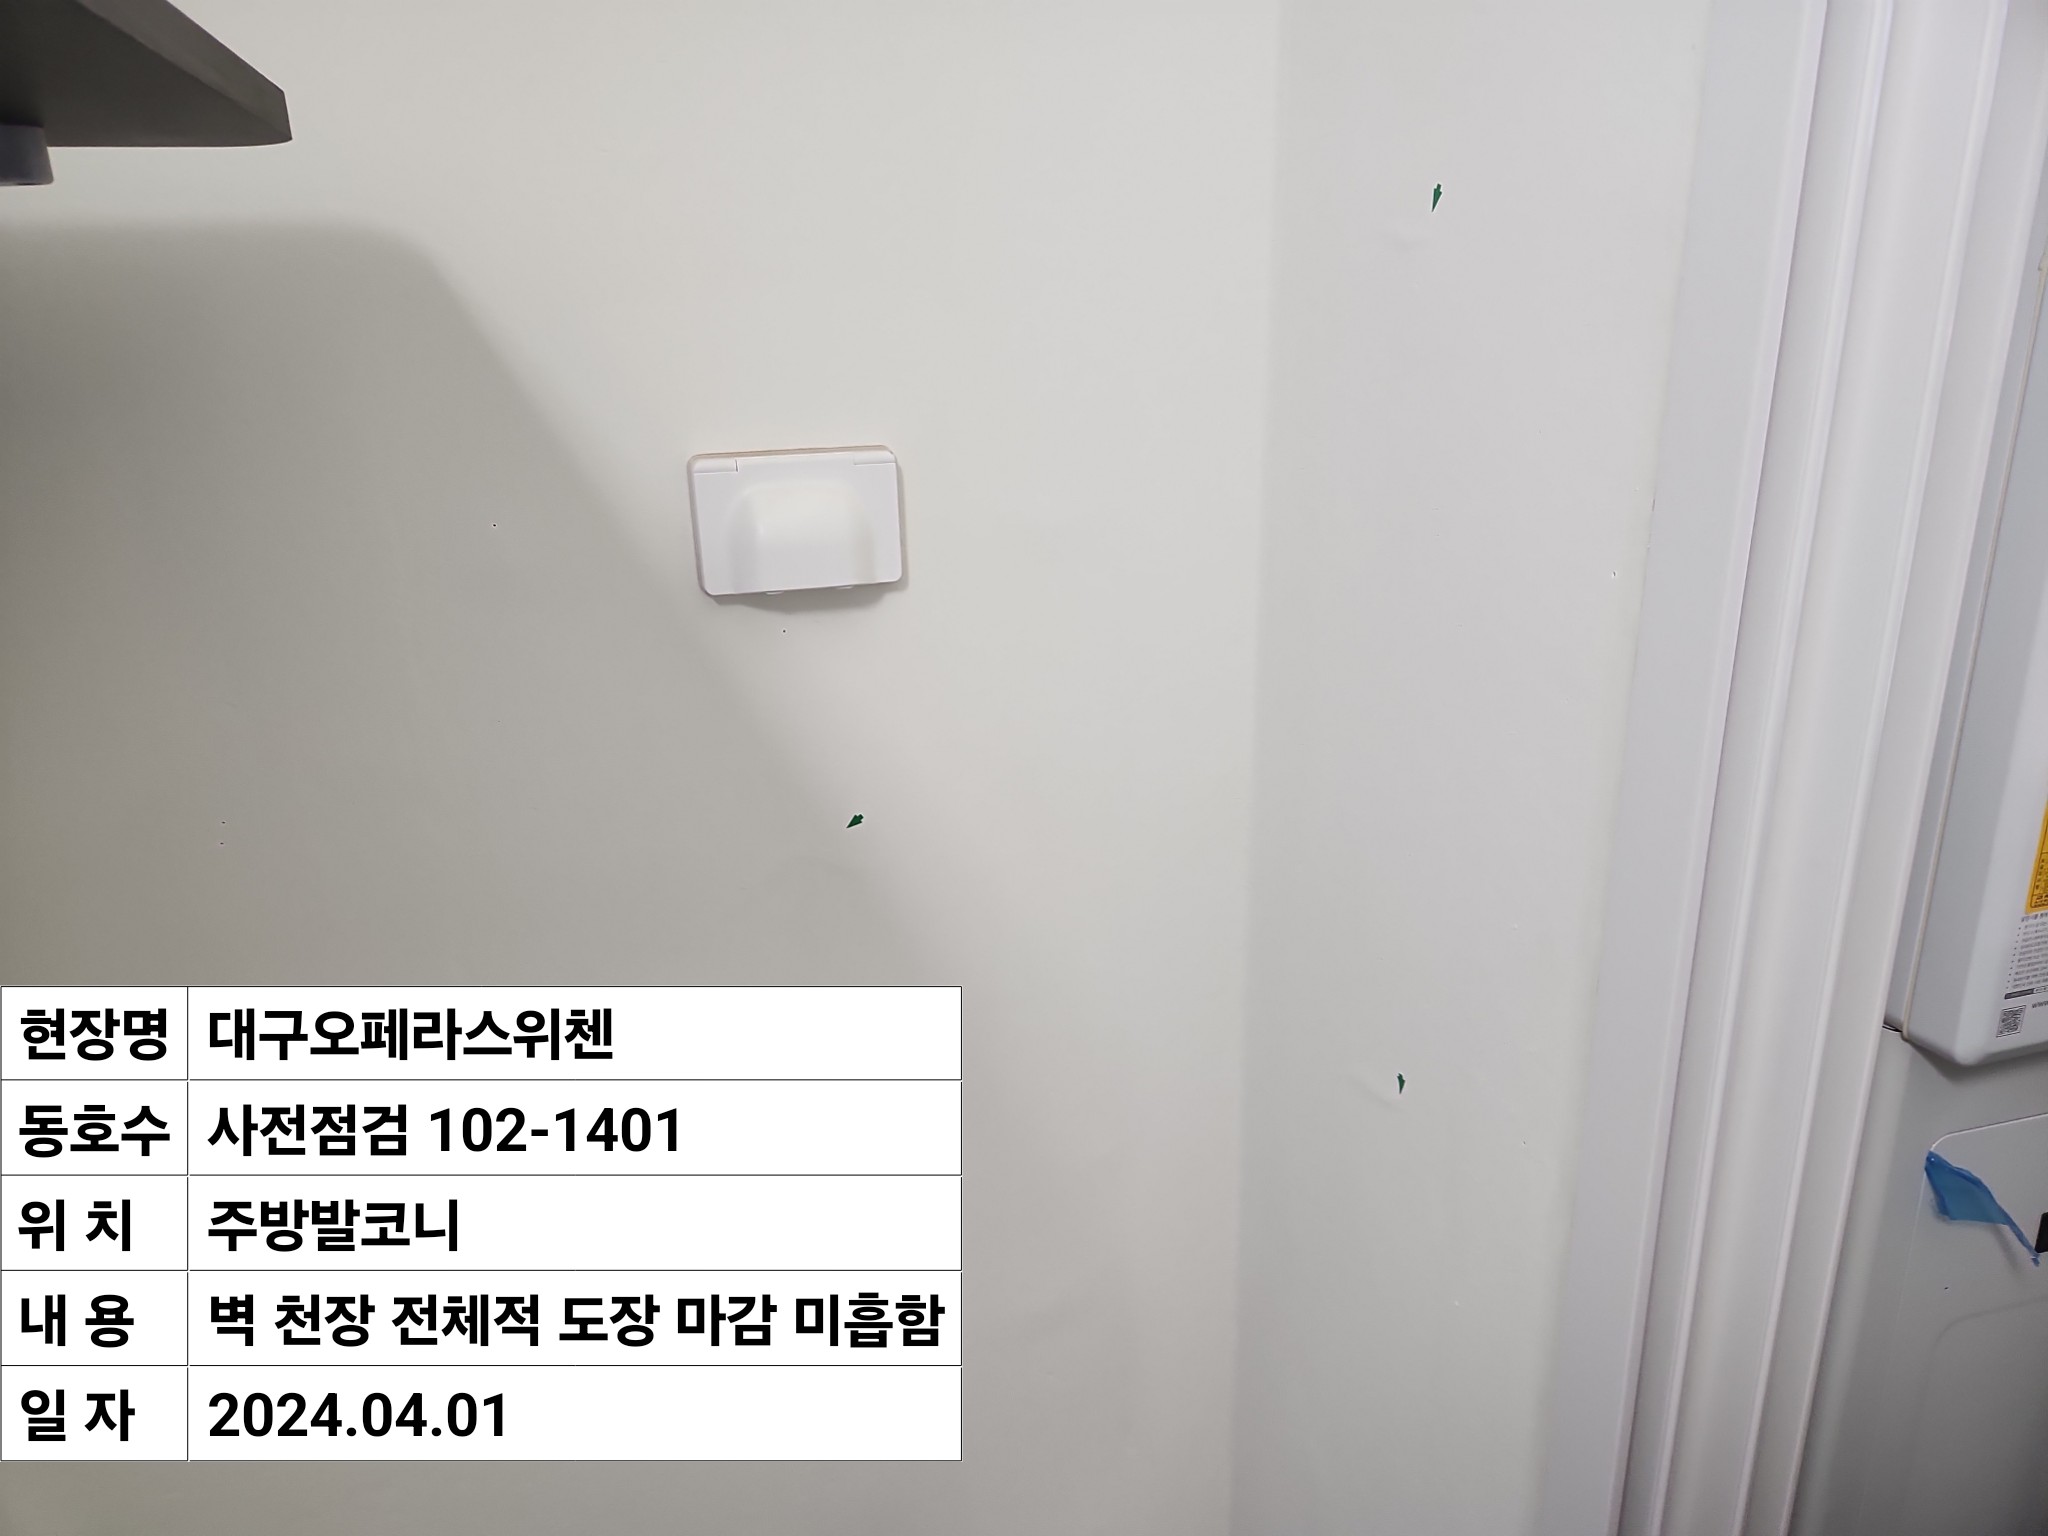 현장명 대구오페라스위첸
동호수 사전점검 102-1401
위 치 주방발코니
내 용 벽 천장 전체적 도장 마감 미흡함
일 자 2024.04.01